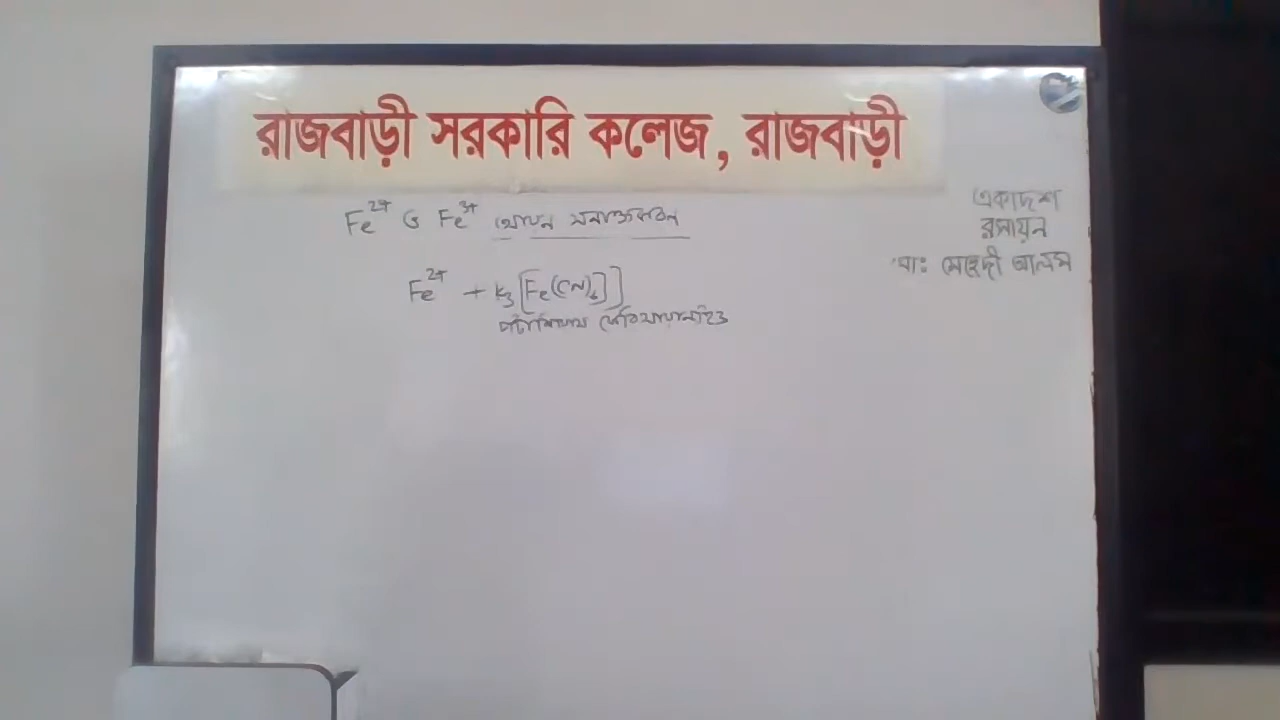 রাজবাড়ী সরকারি কলেজ, রাজবাড়ী
Fe²⁺ ও Fe³⁺ আয়ন সনাক্তকরন
একাদশ
রসায়ন
মোঃ মেহেদী আলম
Fe²⁺ + K₃[Fe(CN)₆]]
পটাশিয়াম ফেরিসায়ানাইড